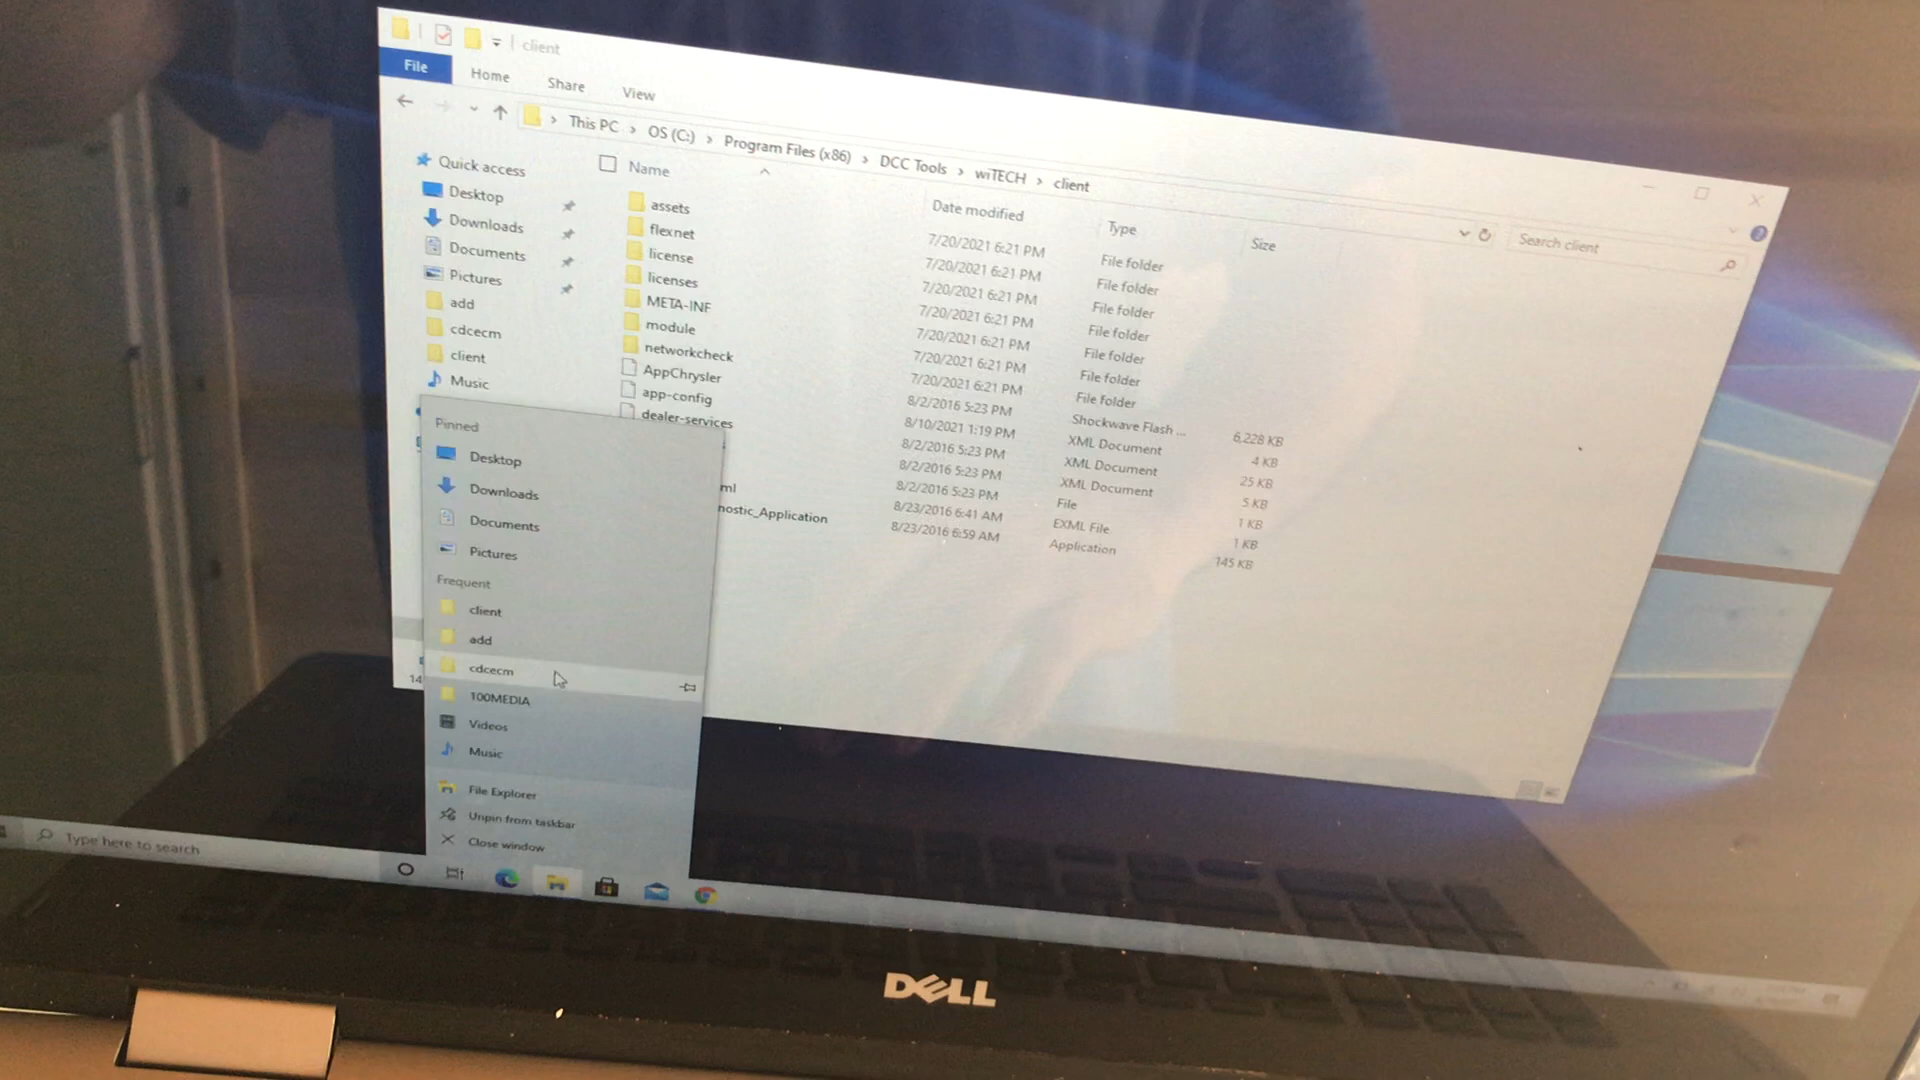 client
File Home Share View
This PC › OS (C:) › Program Files (x86) › DCC Tools › wiTECH › client
Search client
Quick access
Desktop
Downloads
Documents
Pictures
add
cdcecm
client
Music
Name Date modified Type Size
assets 7/20/2021 6:21 PM File folder
flexnet 7/20/2021 6:21 PM File folder
license 7/20/2021 6:21 PM File folder
licenses 7/20/2021 6:21 PM File folder
META-INF 7/20/2021 6:21 PM File folder
module 7/20/2021 6:21 PM File folder
networkcheck 7/20/2021 6:21 PM File folder
AppChrysler 8/2/2016 5:23 PM Shockwave Flash ... 6,228 KB
app-config 8/10/2021 1:19 PM XML Document 4 KB
dealer-services 8/2/2016 5:23 PM XML Document 25 KB
8/2/2016 5:23 PM XML Document 5 KB
8/2/2016 5:23 PM File 1 KB
ml 8/23/2016 6:41 AM EXML File 1 KB
nostic_Application 8/23/2016 6:59 AM Application 145 KB
14
Pinned
Desktop
Downloads
Documents
Pictures
Frequent
client
add
cdcecm
100MEDIA
Videos
Music
File Explorer
Unpin from taskbar
Close window
Type here to search
DELL